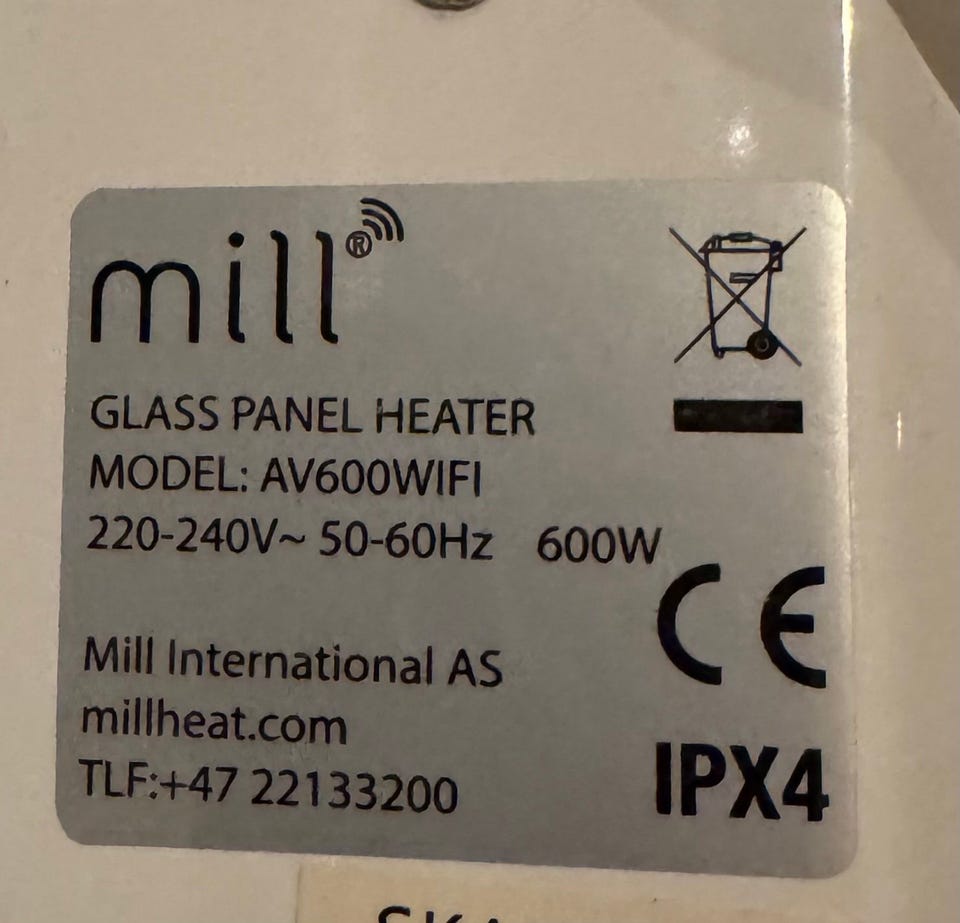 mill®
GLASS PANEL HEATER
MODEL: AV600WIFI
220-240V~ 50-60Hz 600W
CE
Mill International AS
millheat.com
TLF:+47 22133200
IPX4